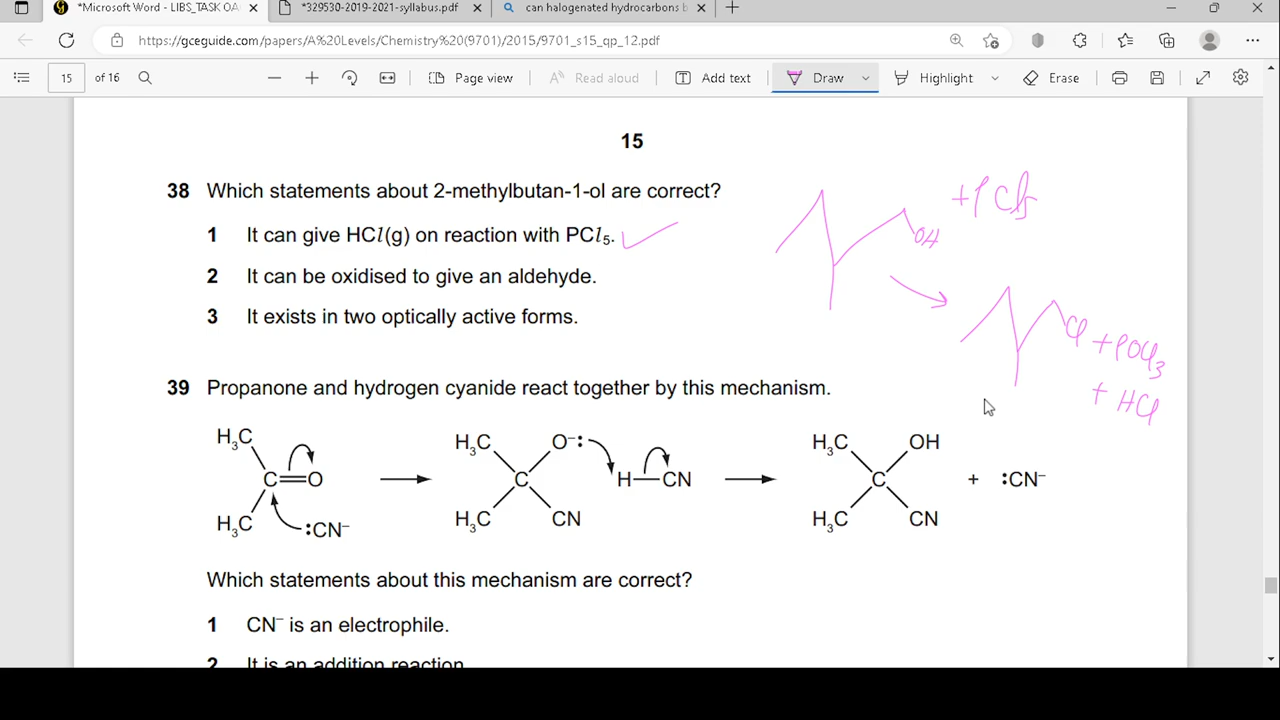 *Microsoft Word - LIBS_TASK OA
*329530-2019-2021-syllabus.pdf
can halogenated hydrocarbons b
https://gceguide.com/papers/A%20Levels/Chemistry%20(9701)/2015/9701_s15_qp_12.pdf
15 of 16
Page view
Read aloud
Add text
Draw
Highlight
Erase
15
38 Which statements about 2-methylbutan-1-ol are correct?
1 It can give HCl(g) on reaction with PCl₅.
2 It can be oxidised to give an aldehyde.
3 It exists in two optically active forms.
OH
+PCl₅
Cl + POCl₃
+ HCl
39 Propanone and hydrogen cyanide react together by this mechanism.
H₃C
C=O
H₃C
:CN⁻
H₃C O⁻:
C H—CN
H₃C CN
H₃C OH
C + :CN⁻
H₃C CN
Which statements about this mechanism are correct?
1 CN⁻ is an electrophile.
2 It is an addition reaction